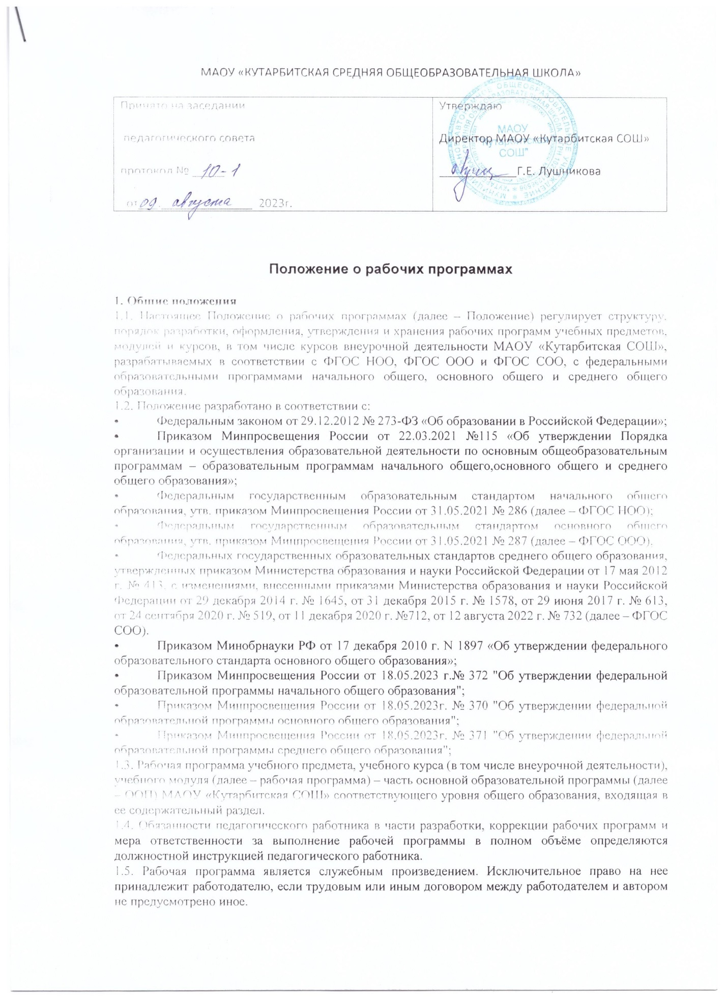 МАОУ «КУТАРБИТСКАЯ СРЕДНЯЯ ОБЩЕОБРАЗОВАТЕЛЬНАЯ ШКОЛА»
Принято на заседании
педагогического совета
протокол № 10-1
от 09. августа 2023г.
Утверждаю
Директор МАОУ «Кутарбитская СОШ»
Г.Е. Лушникова
МАОУ
"Кутарбитская
СОШ"
Положение о рабочих программах
1. Общие положения
1.1. Настоящее Положение о рабочих программах (далее – Положение) регулирует структуру,
порядок разработки, оформления, утверждения и хранения рабочих программ учебных предметов,
модулей и курсов, в том числе курсов внеурочной деятельности МАОУ «Кутарбитская СОШ»,
разрабатываемых в соответствии с ФГОС НОО, ФГОС ООО и ФГОС СОО, с федеральными
образовательными программами начального общего, основного общего и среднего общего
образования.
1.2. Положение разработано в соответствии с:
• Федеральным законом от 29.12.2012 № 273-ФЗ «Об образовании в Российской Федерации»;
• Приказом Минпросвещения России от 22.03.2021 №115 «Об утверждении Порядка
организации и осуществления образовательной деятельности по основным общеобразовательным
программам – образовательным программам начального общего,основного общего и среднего
общего образования»;
• Федеральным государственным образовательным стандартом начального общего
образования, утв. приказом Минпросвещения России от 31.05.2021 № 286 (далее – ФГОС НОО);
• Федеральным государственным образовательным стандартом основного общего
образования, утв. приказом Минпросвещения России от 31.05.2021 № 287 (далее – ФГОС ООО).
• Федеральных государственных образовательных стандартов среднего общего образования,
утвержденных приказом Министерства образования и науки Российской Федерации от 17 мая 2012
г. № 413, с изменениями, внесенными приказами Министерства образования и науки Российской
Федерации от 29 декабря 2014 г. № 1645, от 31 декабря 2015 г. № 1578, от 29 июня 2017 г. № 613,
от 24 сентября 2020 г. № 519, от 11 декабря 2020 г. №712, от 12 августа 2022 г. № 732 (далее – ФГОС
СОО).
• Приказом Минобрнауки РФ от 17 декабря 2010 г. N 1897 «Об утверждении федерального
образовательного стандарта основного общего образования»;
• Приказом Минпросвещения России от 18.05.2023 г.№ 372 "Об утверждении федеральной
образовательной программы начального общего образования";
• Приказом Минпросвещения России от 18.05.2023г. № 370 "Об утверждении федеральной
образовательной программы основного общего образования";
• Приказом Минпросвещения России от 18.05.2023г. № 371 "Об утверждении федеральной
образовательной программы среднего общего образования";
1.3. Рабочая программа учебного предмета, учебного курса (в том числе внеурочной деятельности),
учебного модуля (далее – рабочая программа) – часть основной образовательной программы (далее
– ООП) МАОУ «Кутарбитская СОШ» соответствующего уровня общего образования, входящая в
ее содержательный раздел.
1.4. Обязанности педагогического работника в части разработки, коррекции рабочих программ и
мера ответственности за выполнение рабочей программы в полном объёме определяются
должностной инструкцией педагогического работника.
1.5. Рабочая программа является служебным произведением. Исключительное право на нее
принадлежит работодателю, если трудовым или иным договором между работодателем и автором
не предусмотрено иное.